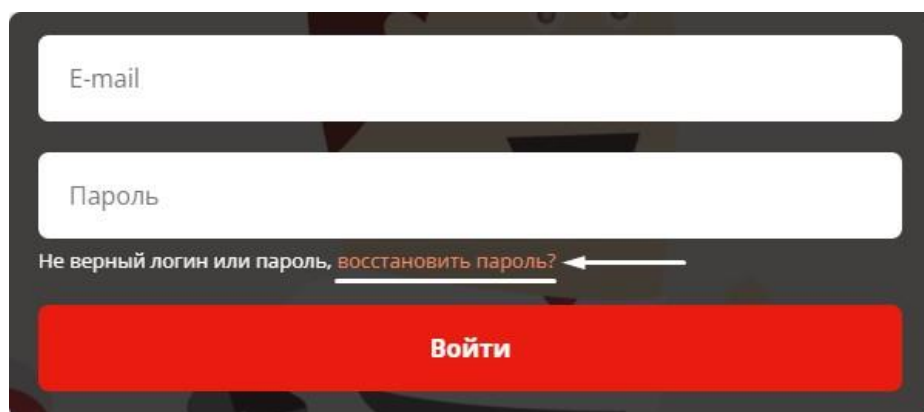 E-mail
Пароль
Не верный логин или пароль, восстановить пароль?
Войти